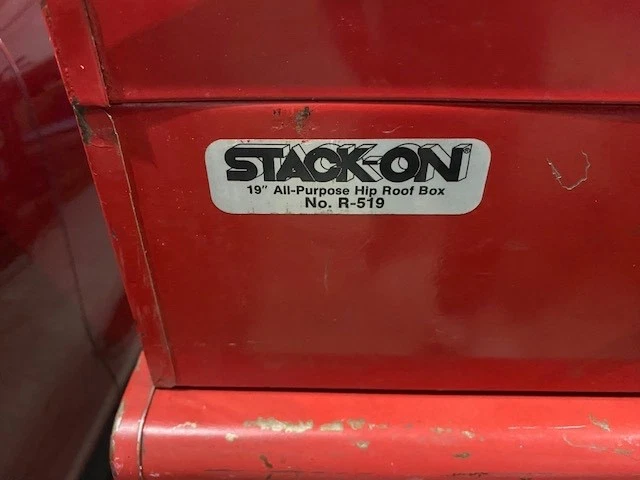 STACK-ON®
19" All-Purpose Hip Roof Box
No. R-519